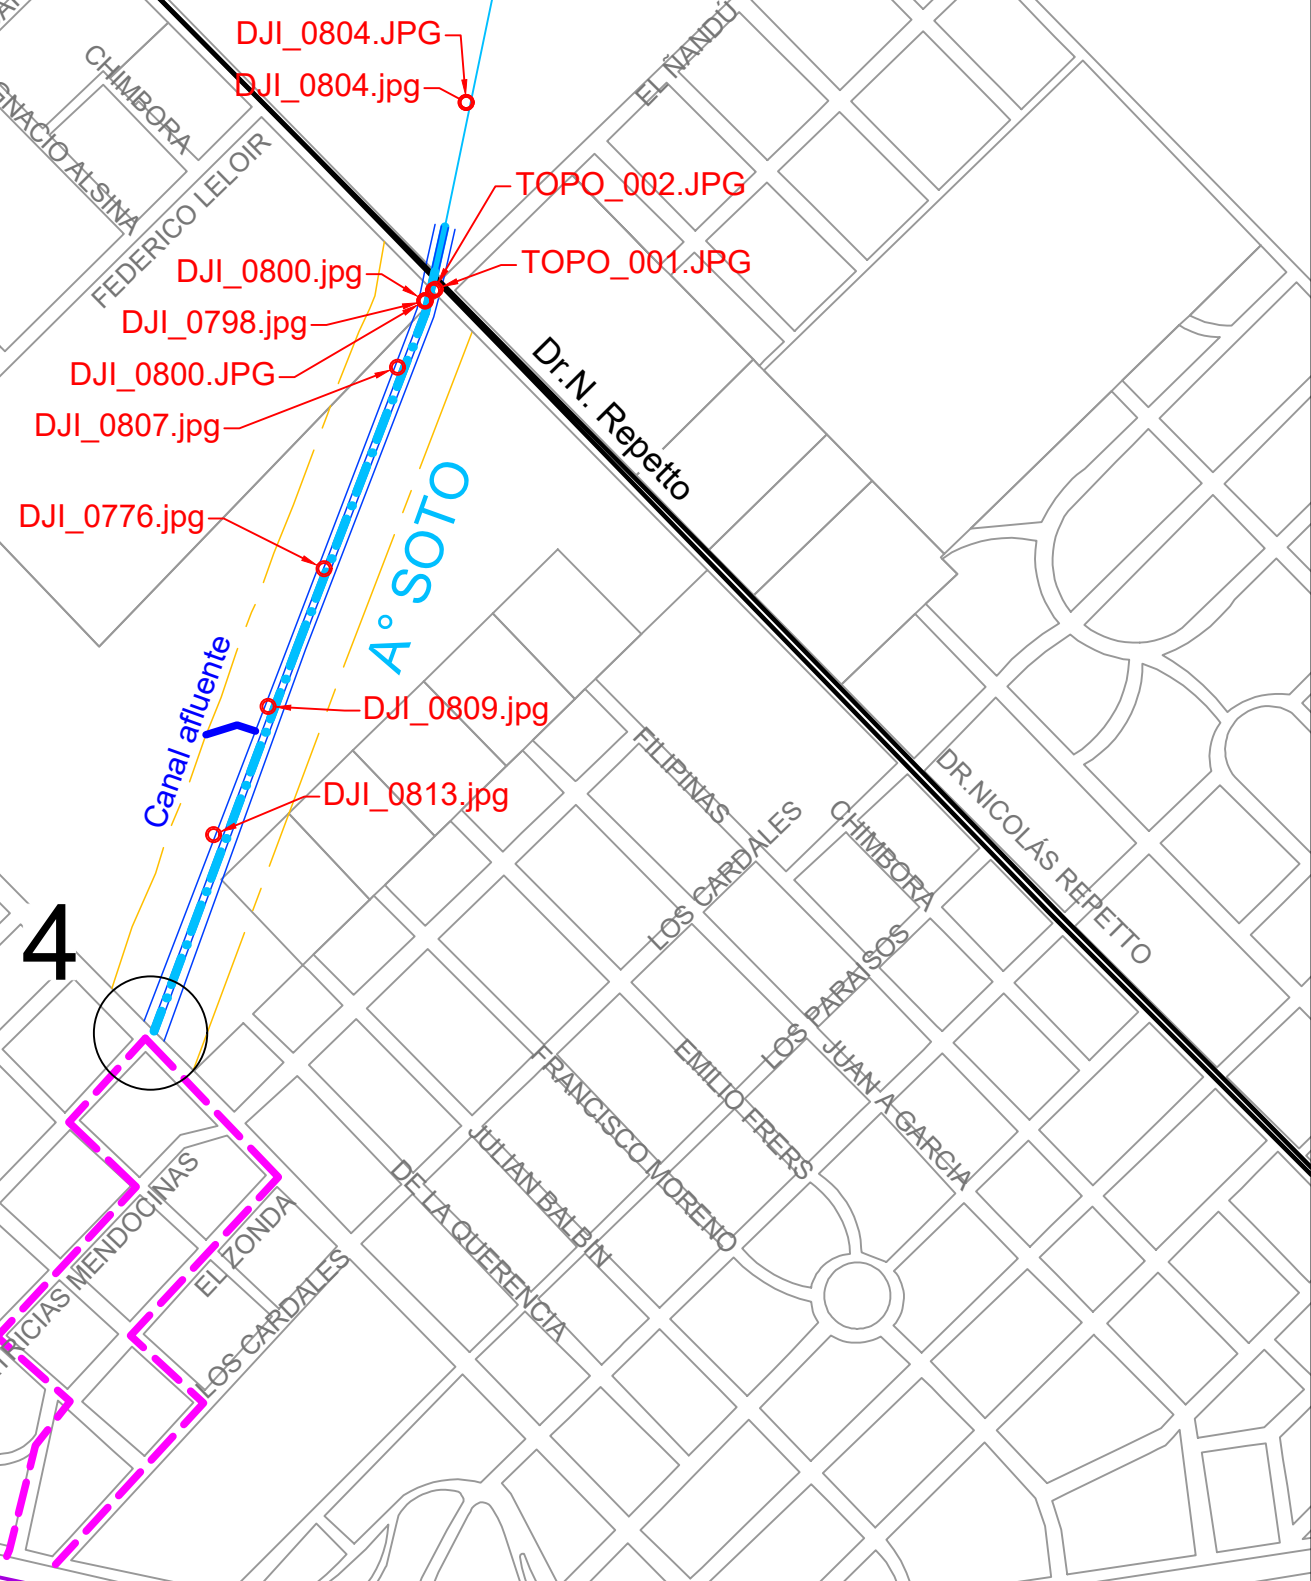 DJI_0804.JPG
DJI_0804.jpg
EL ÑANDÚ
CHIMBORA
IGNACIO ALSINA
FEDERICO LELOIR
TOPO_002.JPG
TOPO_001.JPG
DJI_0800.jpg
DJI_0798.jpg
DJI_0800.JPG
DJI_0807.jpg
Dr.N. Repetto
DJI_0776.jpg
A° SOTO
Canal afluente
DJI_0809.jpg
DJI_0813.jpg
FILIPINAS
LOS CARDALES
CHIMBORA
DR.NICOLÁS REPETTO
4
LOS PARAISOS
JUAN A GARCIA
EMILIO FRERS
FRANCISCO MORENO
JULIAN BALBIN
DE LA QUERENCIA
TRICIAS MENDOCINAS
EL ZONDA
LOS CARDALES